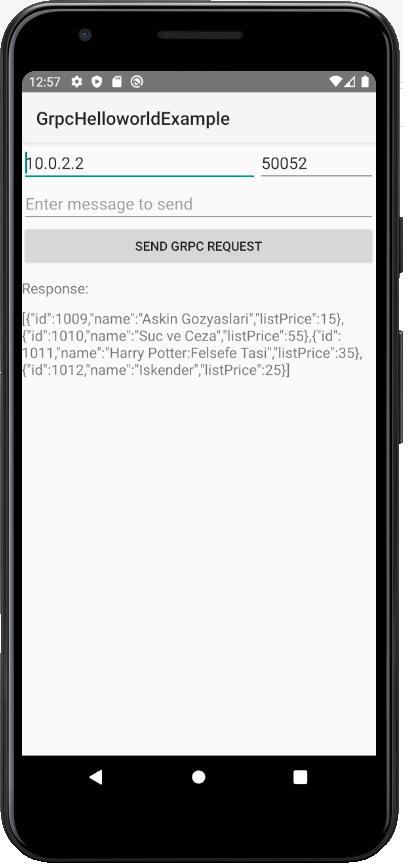 12:57
GrpcHelloworldExample
10.0.2.2 50052
Enter message to send
SEND GRPC REQUEST
Response:
[{"id":1009,"name":"Askin Gozyaslari","listPrice":15},
{"id":1010,"name":"Suc ve Ceza","listPrice":55},{"id":
1011,"name":"Harry Potter:Felsefe Tasi","listPrice":35},
{"id":1012,"name":"Iskender","listPrice":25}]